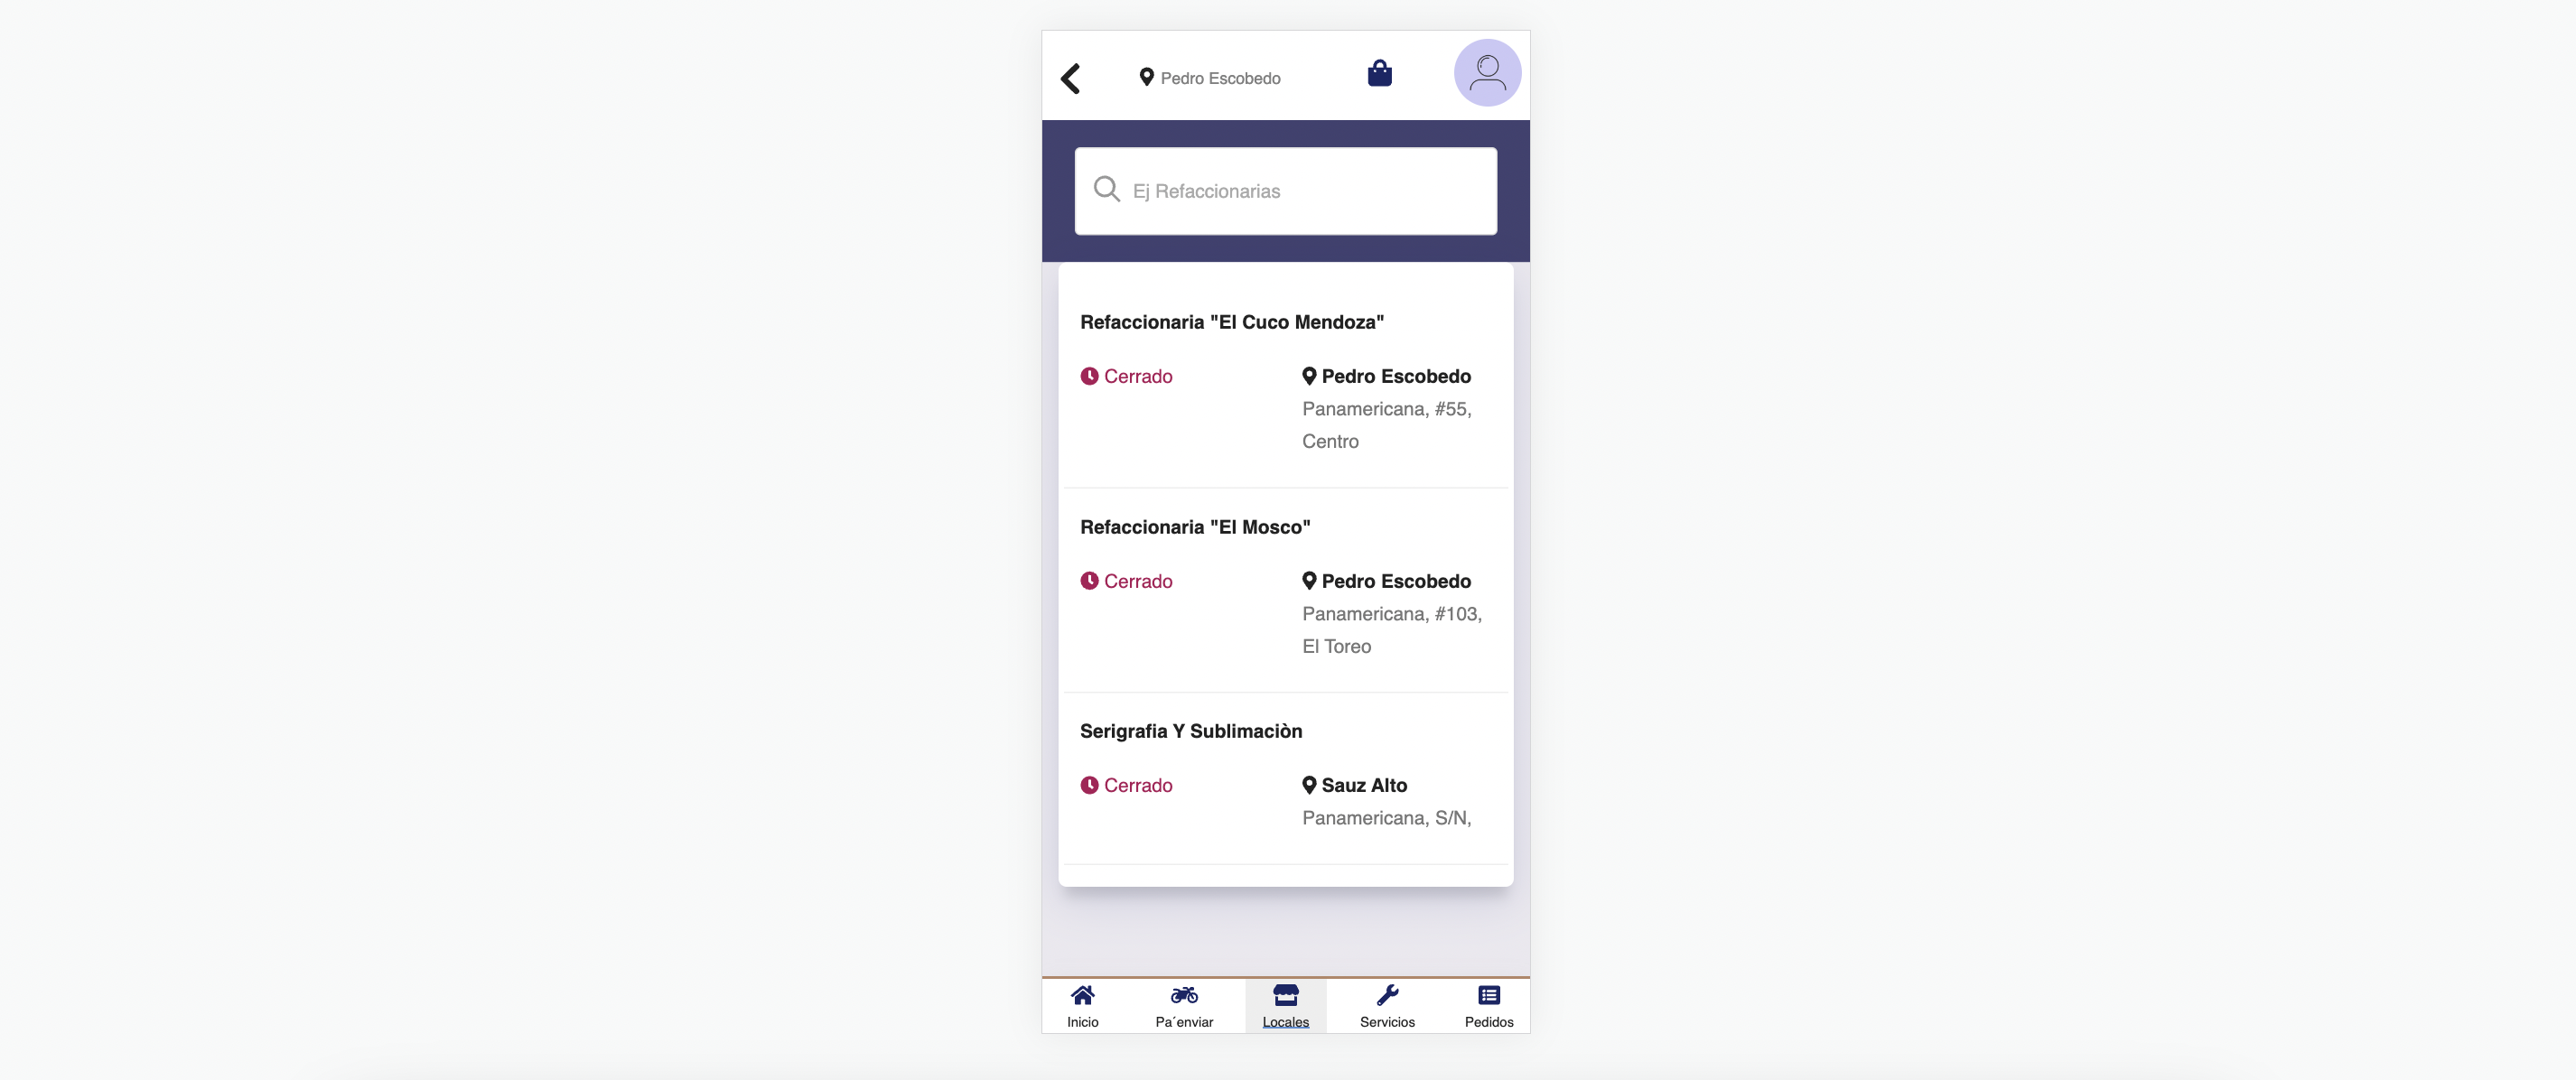 Pedro Escobedo
Ej Refaccionarias
Refaccionaria "El Cuco Mendoza"
Cerrado
Pedro Escobedo
Panamericana, #55,
Centro
Refaccionaria "El Mosco"
Cerrado
Pedro Escobedo
Panamericana, #103,
El Toreo
Serigrafia Y Sublimaciòn
Cerrado
Sauz Alto
Panamericana, S/N,
Inicio
Pa´enviar
Locales
Servicios
Pedidos